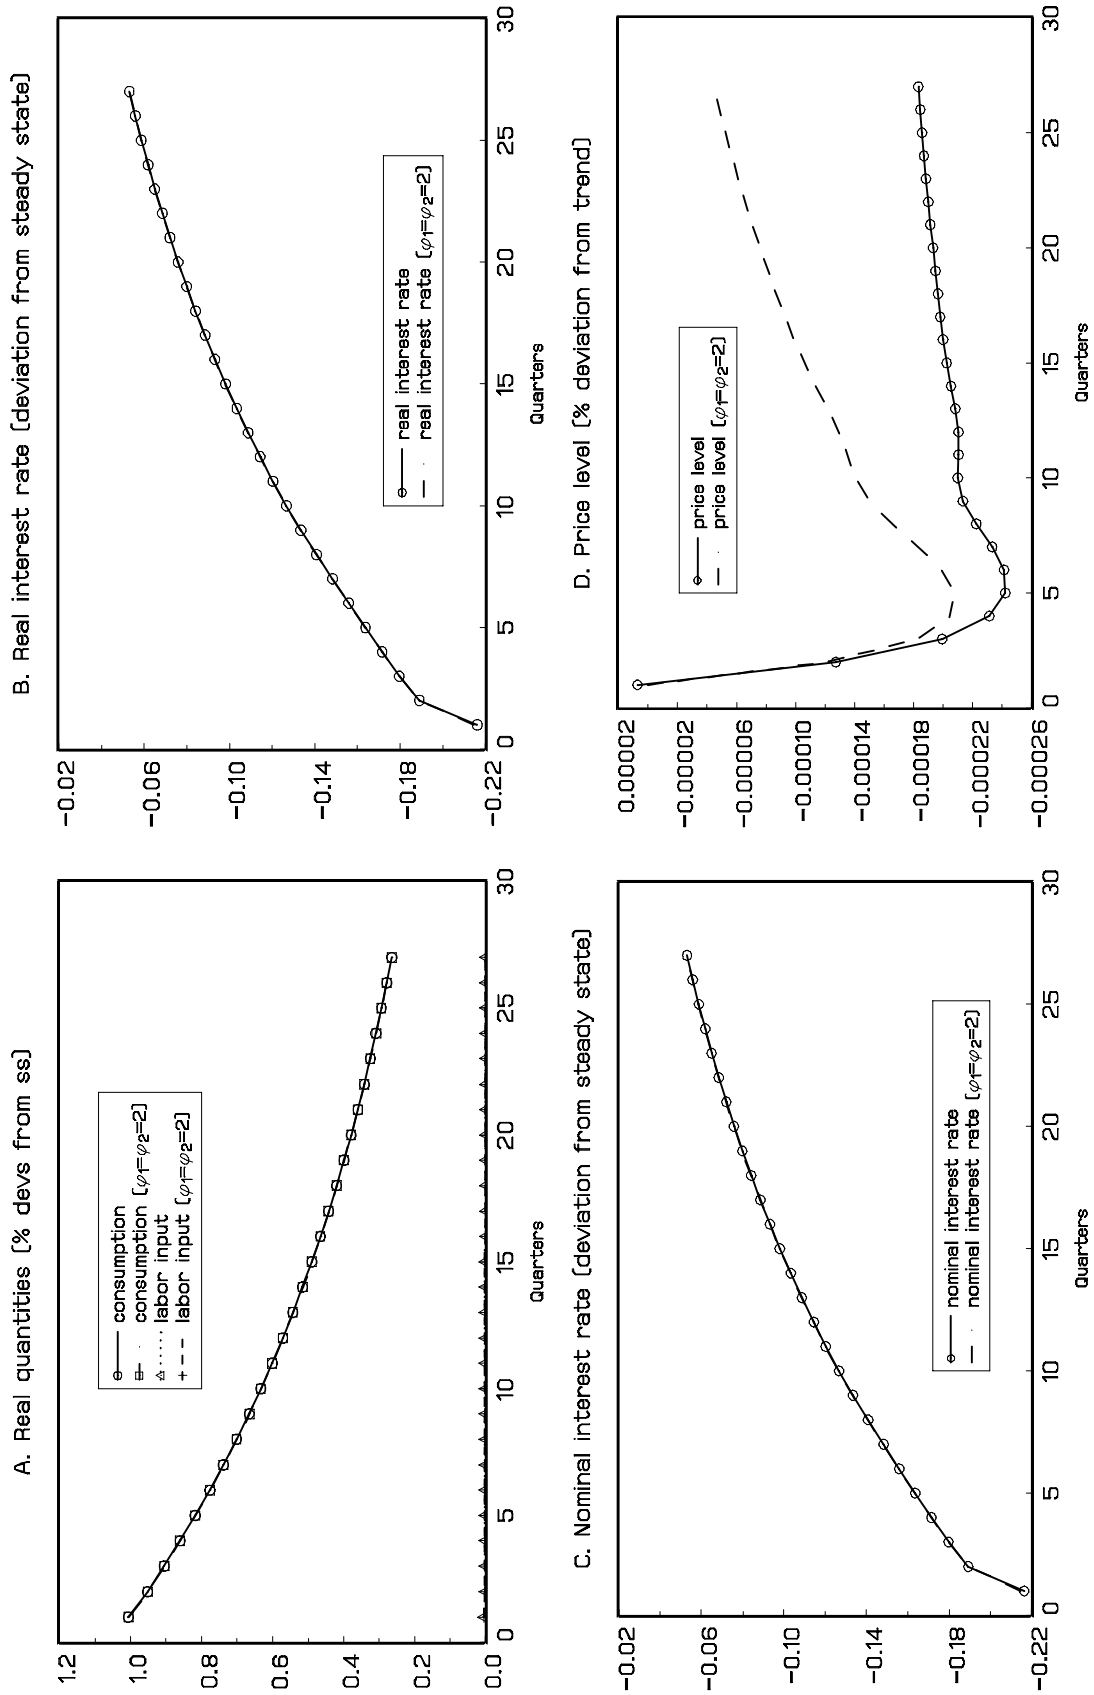 A. Real quantities (% devs from ss)
1.2
1.0
0.8
0.6
0.4
0.2
0.0
consumption
consumption (φ1=φ2=2)
labor input
labor input (φ1=φ2=2)
0 5 10 15 20 25 30
Quarters
B. Real interest rate (deviation from steady state)
-0.02
-0.06
-0.10
-0.14
-0.18
-0.22
real interest rate
real interest rate (φ1=φ2=2)
0 5 10 15 20 25 30
Quarters
C. Nominal interest rate (deviation from steady state)
-0.02
-0.06
-0.10
-0.14
-0.18
-0.22
nominal interest rate
nominal interest rate (φ1=φ2=2)
0 5 10 15 20 25 30
Quarters
D. Price level (% deviation from trend)
0.00002
-0.00002
-0.00006
-0.00010
-0.00014
-0.00018
-0.00022
-0.00026
price level
price level (φ1=φ2=2)
0 5 10 15 20 25 30
Quarters